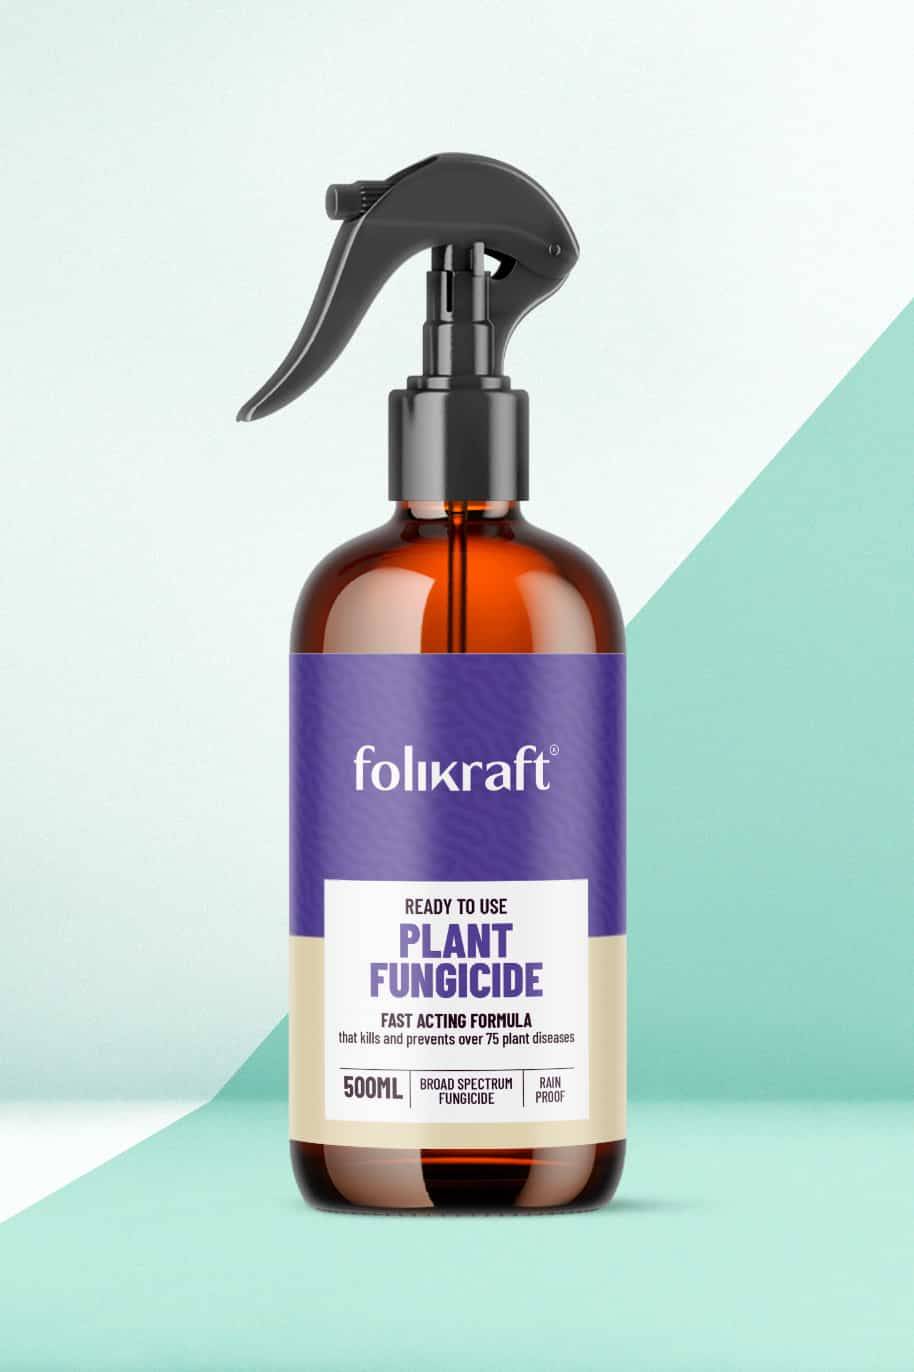 folikraft®
READY TO USE
PLANT
FUNGICIDE
FAST ACTING FORMULA
that kills and prevents over 75 plant diseases
500ML
BROAD SPECTRUM
FUNGICIDE
RAIN
PROOF